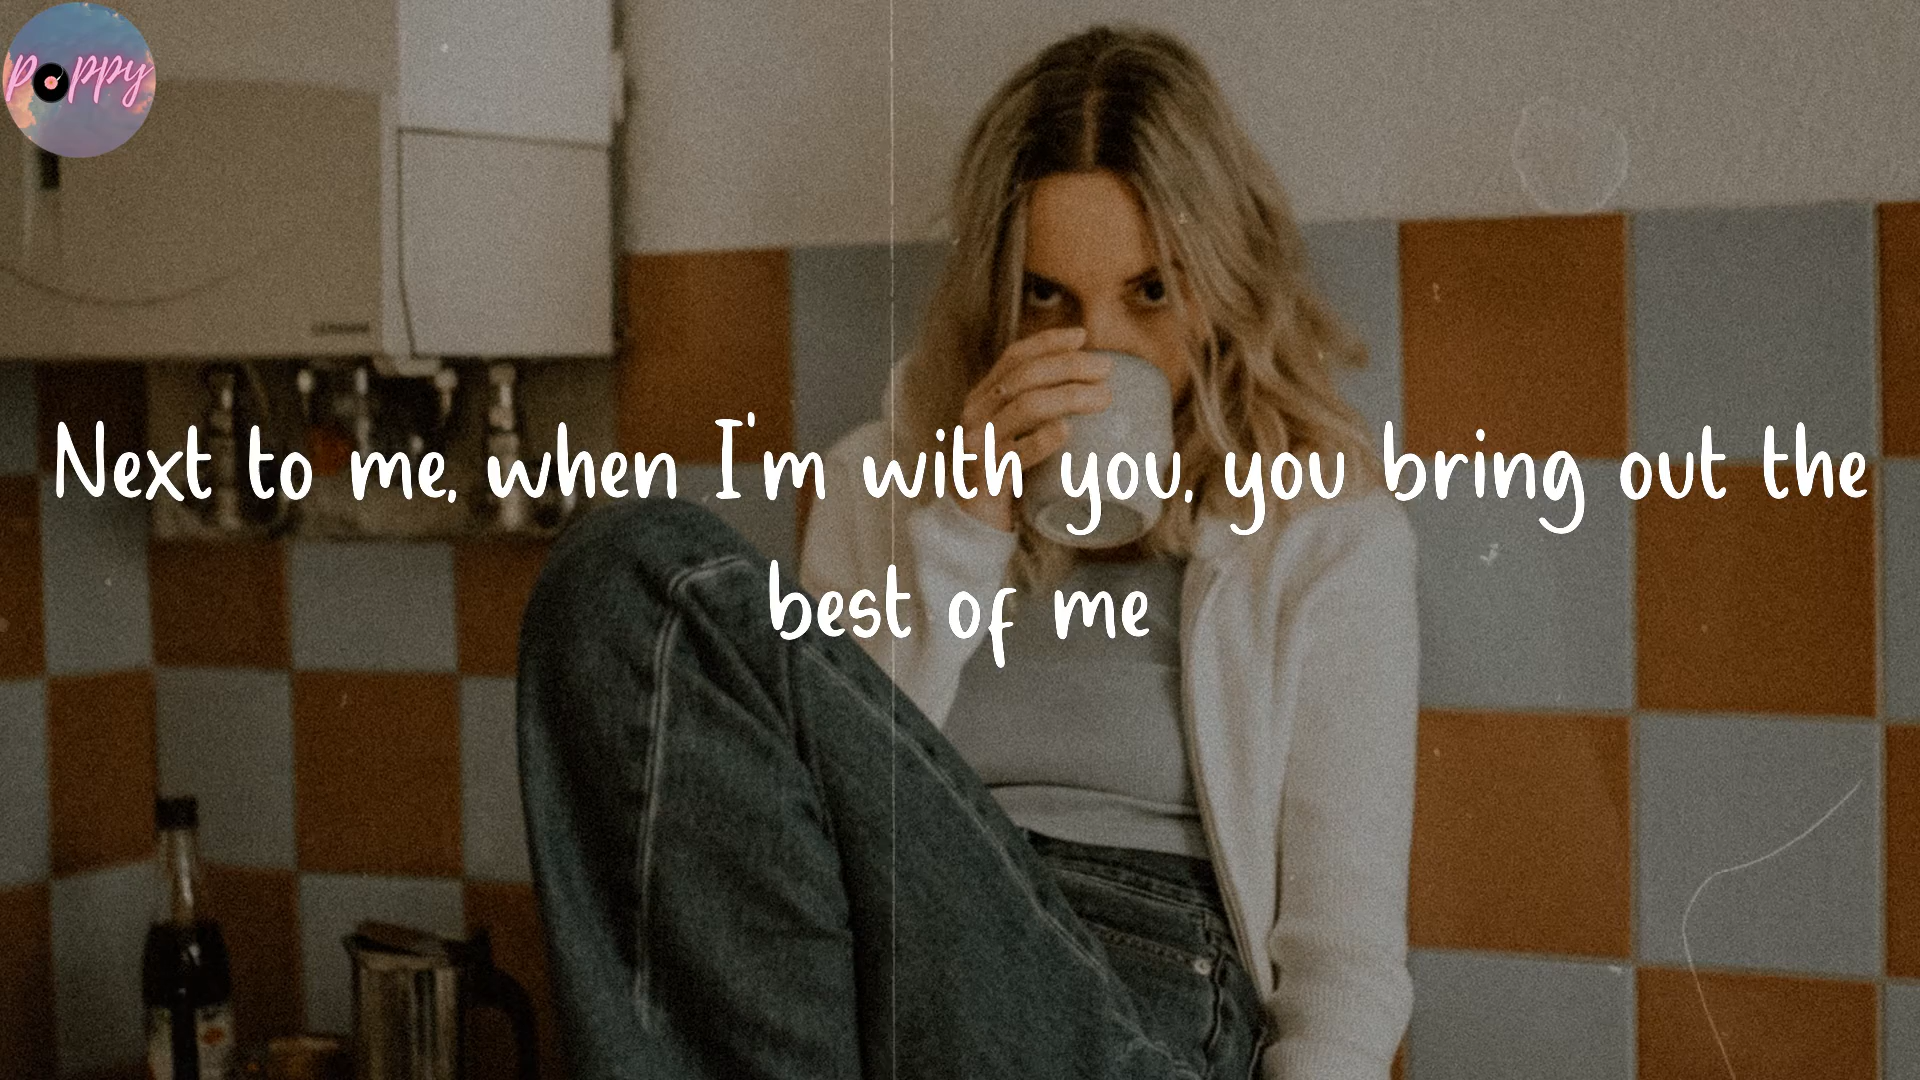 poppy
Next to me, when I'm with you, you bring out the
best of me